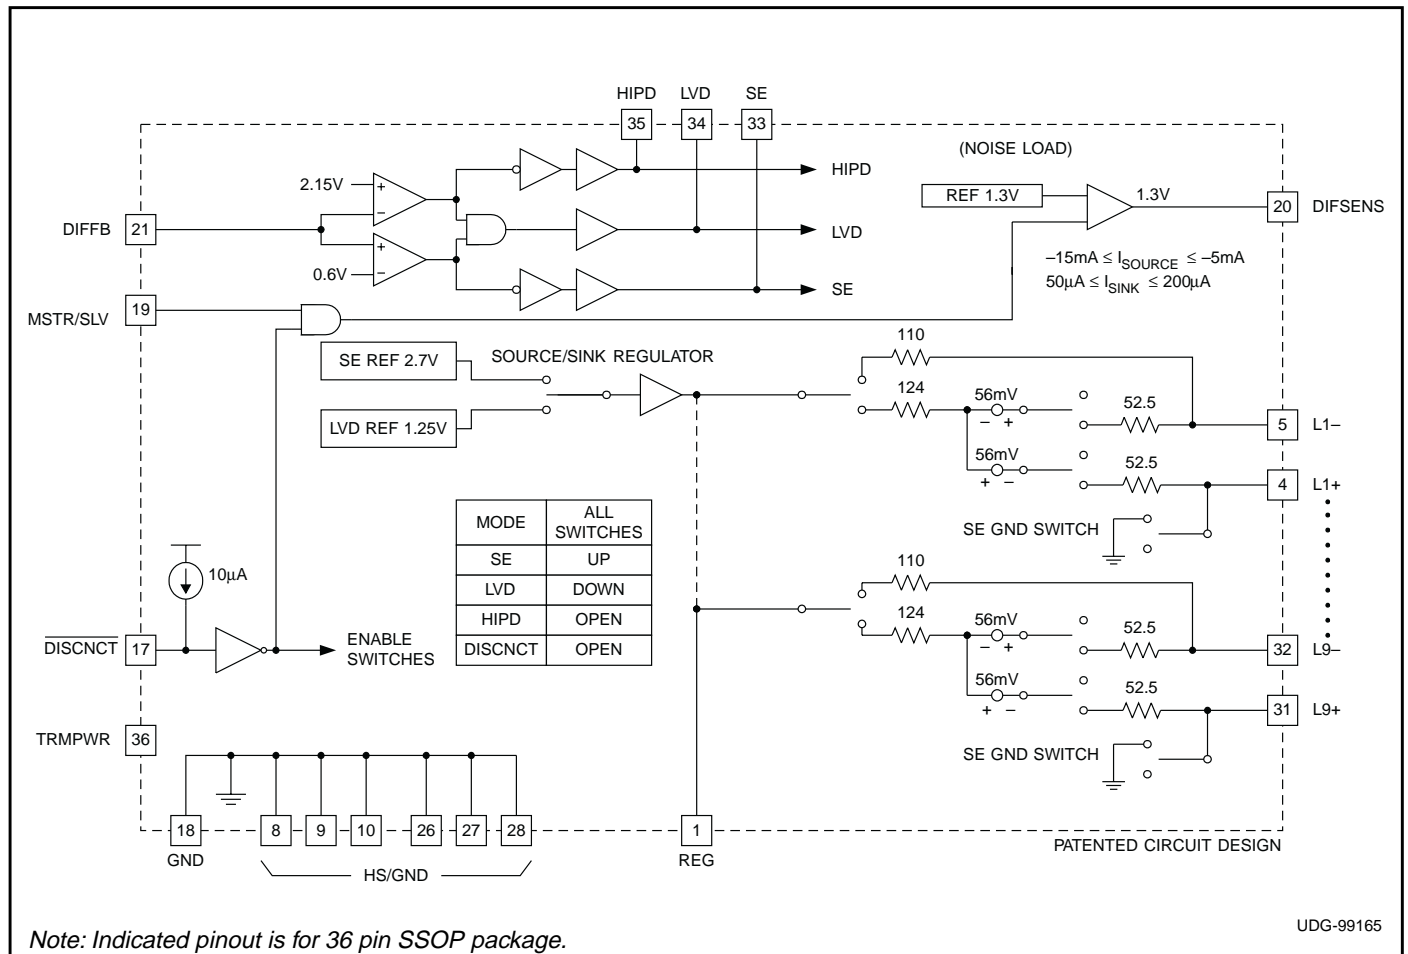 HIPD LVD SE
35 34 33
(NOISE LOAD)
2.15V
+
–
HIPD
REF 1.3V
1.3V
20 DIFSENS
DIFFB 21
LVD
+
–
0.6V
–15mA ≤ ISOURCE ≤ –5mA
50µA ≤ ISINK ≤ 200µA
SE
19
MSTR/SLV
SE REF 2.7V
SOURCE/SINK REGULATOR
LVD REF 1.25V
110
124
56mV
– +
52.5
5 L1–
56mV
+ –
52.5
4 L1+
SE GND SWITCH
MODE ALL SWITCHES
SE UP
LVD DOWN
HIPD OPEN
DISCNCT OPEN
10µA
110
124
56mV
– +
52.5
32 L9–
56mV
+ –
52.5
31 L9+
SE GND SWITCH
DISCNCT 17
ENABLE
SWITCHES
TRMPWR 36
18 8 9 10 26 27 28 1
GND
HS/GND
REG
PATENTED CIRCUIT DESIGN
UDG-99165
Note: Indicated pinout is for 36 pin SSOP package.